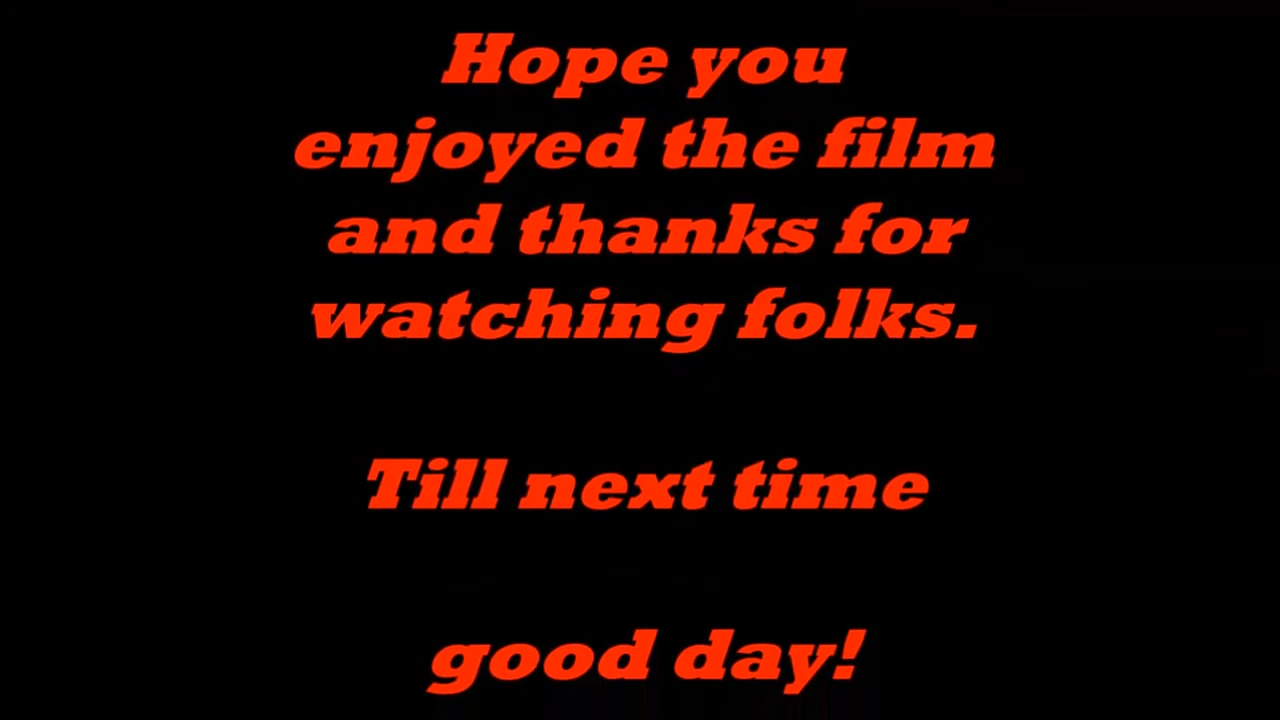 Hope you
enjoyed the film
and thanks for
watching folks.
Till next time
good day!